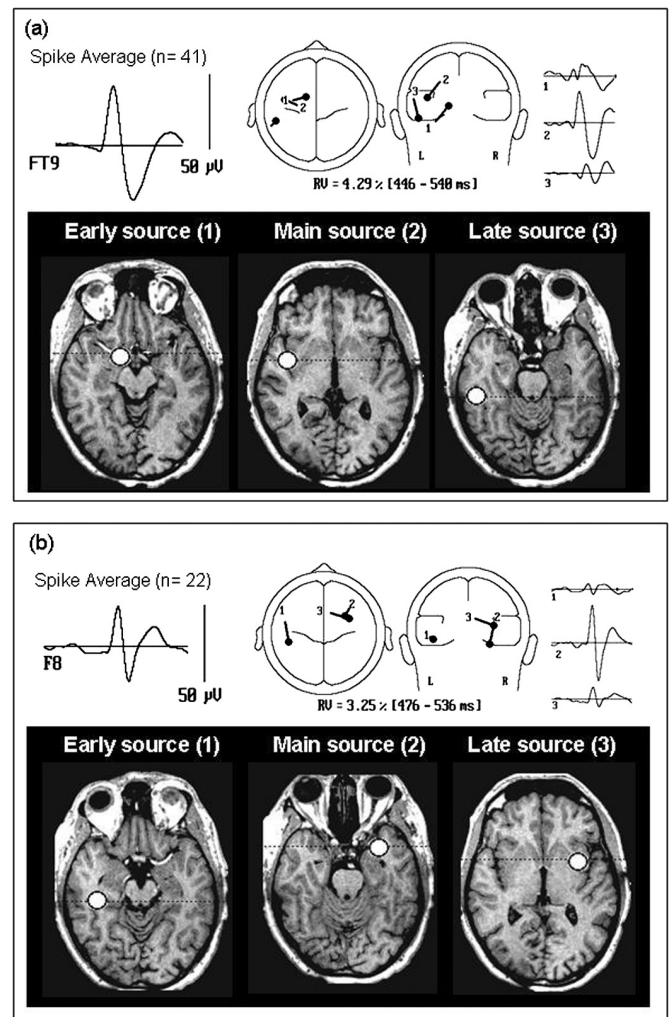 (a)
Spike Average (n= 41)
FT9
50 µV
1
2
2
3
1
L
R
RV = 4.29 % [446 - 540 ms]
1
2
3
Early source (1)
Main source (2)
Late source (3)
(b)
Spike Average (n= 22)
F8
50 µV
1
3
2
3
2
1
L
R
RV = 3.25 % [476 - 536 ms]
1
2
3
Early source (1)
Main source (2)
Late source (3)